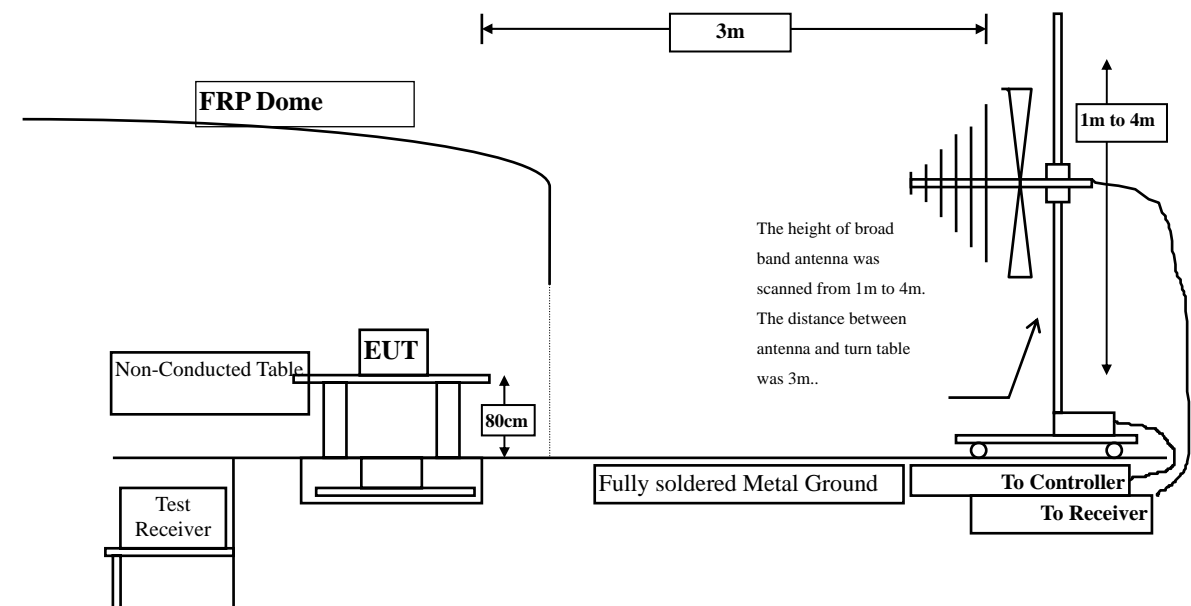 3m
FRP Dome
1m to 4m
The height of broad
band antenna was
scanned from 1m to 4m.
The distance between
antenna and turn table
was 3m..
EUT
Non-Conducted Table
80cm
Fully soldered Metal Ground
To Controller
Test
Receiver
To Receiver